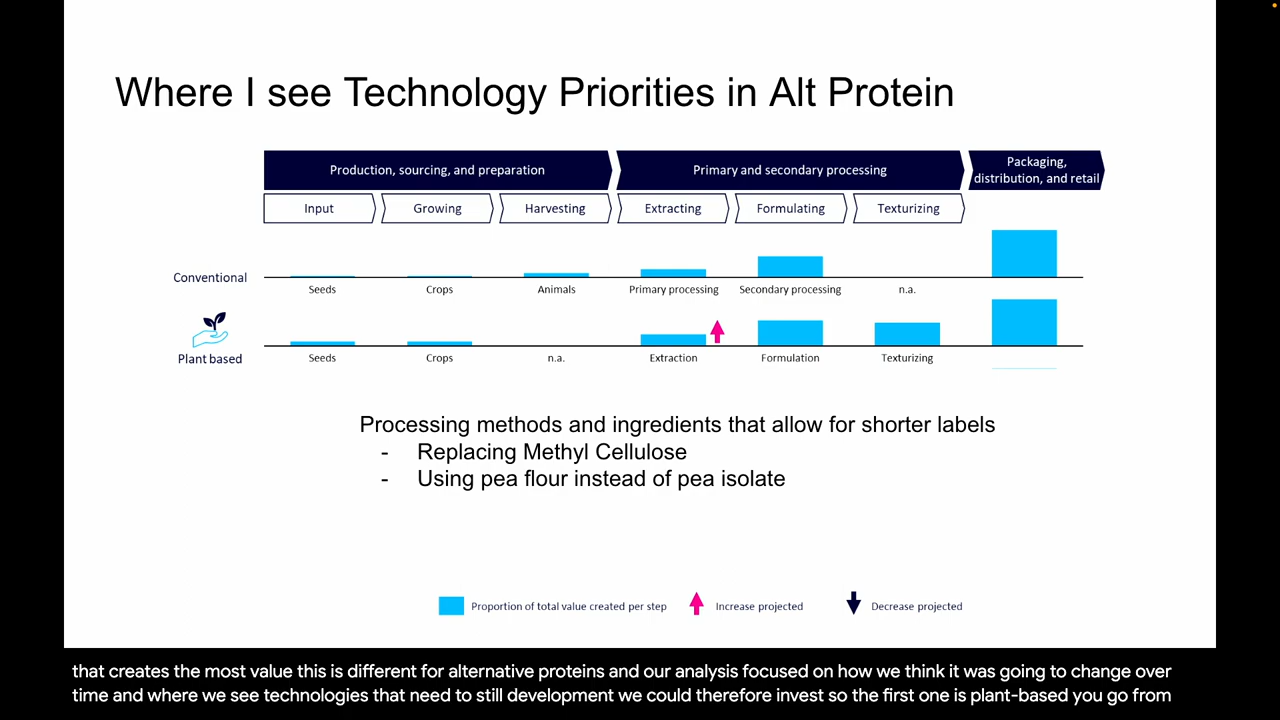 Where I see Technology Priorities in Alt Protein
Production, sourcing, and preparation
Primary and secondary processing
Packaging,
distribution, and retail
Input
Growing
Harvesting
Extracting
Formulating
Texturizing
Conventional
Seeds
Crops
Animals
Primary processing
Secondary processing
n.a.
Plant based
Seeds
Crops
n.a.
Extraction
Formulation
Texturizing
Processing methods and ingredients that allow for shorter labels
- Replacing Methyl Cellulose
- Using pea flour instead of pea isolate
Proportion of total value created per step
Increase projected
Decrease projected
that creates the most value this is different for alternative proteins and our analysis focused on how we think it was going to change over
time and where we see technologies that need to still development we could therefore invest so the first one is plant-based you go from